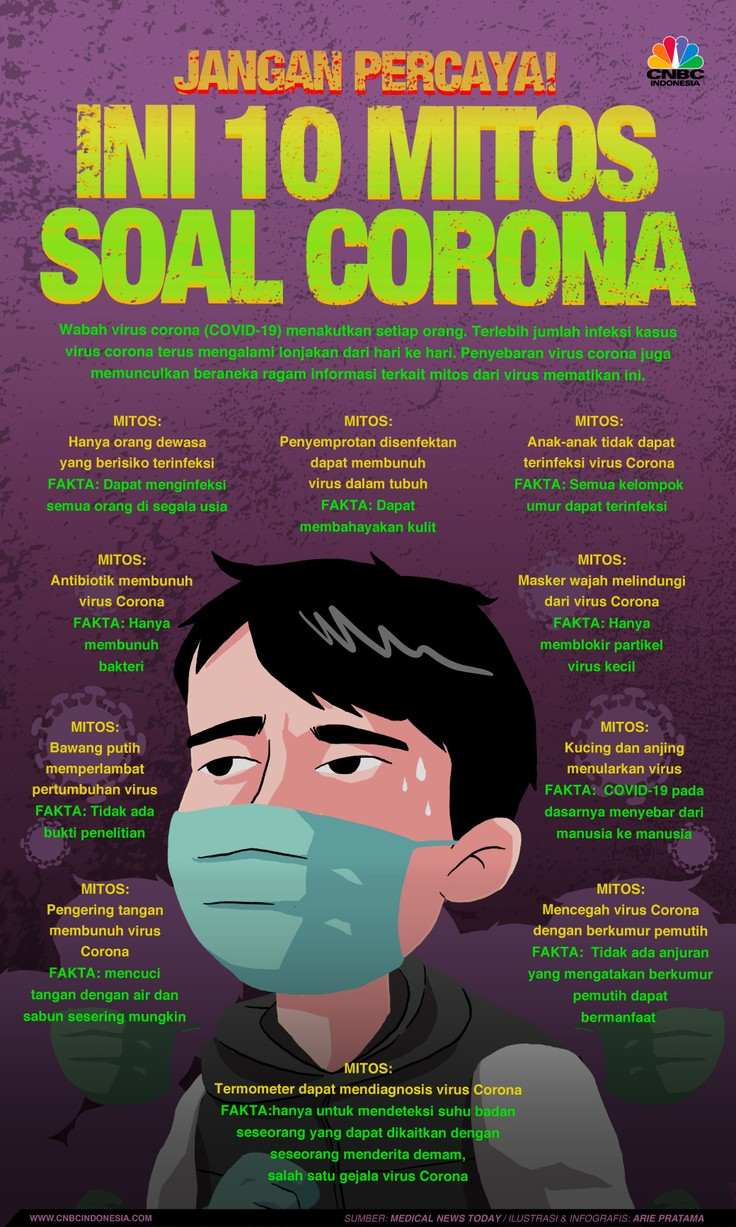 JANGAN PERCAYA!
CNBC
INDONESIA
INI 10 MITOS
SOAL CORONA
Wabah virus corona (COVID-19) menakutkan setiap orang. Terlebih jumlah infeksi kasus
virus corona terus mengalami lonjakan dari hari ke hari. Penyebaran virus corona juga
memunculkan beraneka ragam informasi terkait mitos dari virus mematikan ini.
MITOS:
Hanya orang dewasa
yang berisiko terinfeksi
FAKTA: Dapat menginfeksi
semua orang di segala usia
MITOS:
Penyemprotan disenfektan
dapat membunuh
virus dalam tubuh
FAKTA: Dapat
membahayakan kulit
MITOS:
Anak-anak tidak dapat
terinfeksi virus Corona
FAKTA: Semua kelompok
umur dapat terinfeksi
MITOS:
Antibiotik membunuh
virus Corona
FAKTA: Hanya
membunuh
bakteri
MITOS:
Masker wajah melindungi
dari virus Corona
FAKTA: Hanya
memblokir partikel
virus kecil
MITOS:
Bawang putih
memperlambat
pertumbuhan virus
FAKTA: Tidak ada
bukti penelitian
MITOS:
Kucing dan anjing
menularkan virus
FAKTA: COVID-19 pada
dasarnya menyebar dari
manusia ke manusia
MITOS:
Pengering tangan
membunuh virus
Corona
FAKTA: mencuci
tangan dengan air dan
sabun sesering mungkin
MITOS:
Mencegah virus Corona
dengan berkumur pemutih
FAKTA: Tidak ada anjuran
yang mengatakan berkumur
pemutih dapat
bermanfaat
MITOS:
Termometer dapat mendiagnosis virus Corona
FAKTA:hanya untuk mendeteksi suhu badan
seseorang yang dapat dikaitkan dengan
seseorang menderita demam,
salah satu gejala virus Corona
WWW.CNBCINDONESIA.COM
SUMBER: MEDICAL NEWS TODAY / ILUSTRASI & INFOGRAFIS: ARIE PRATAMA